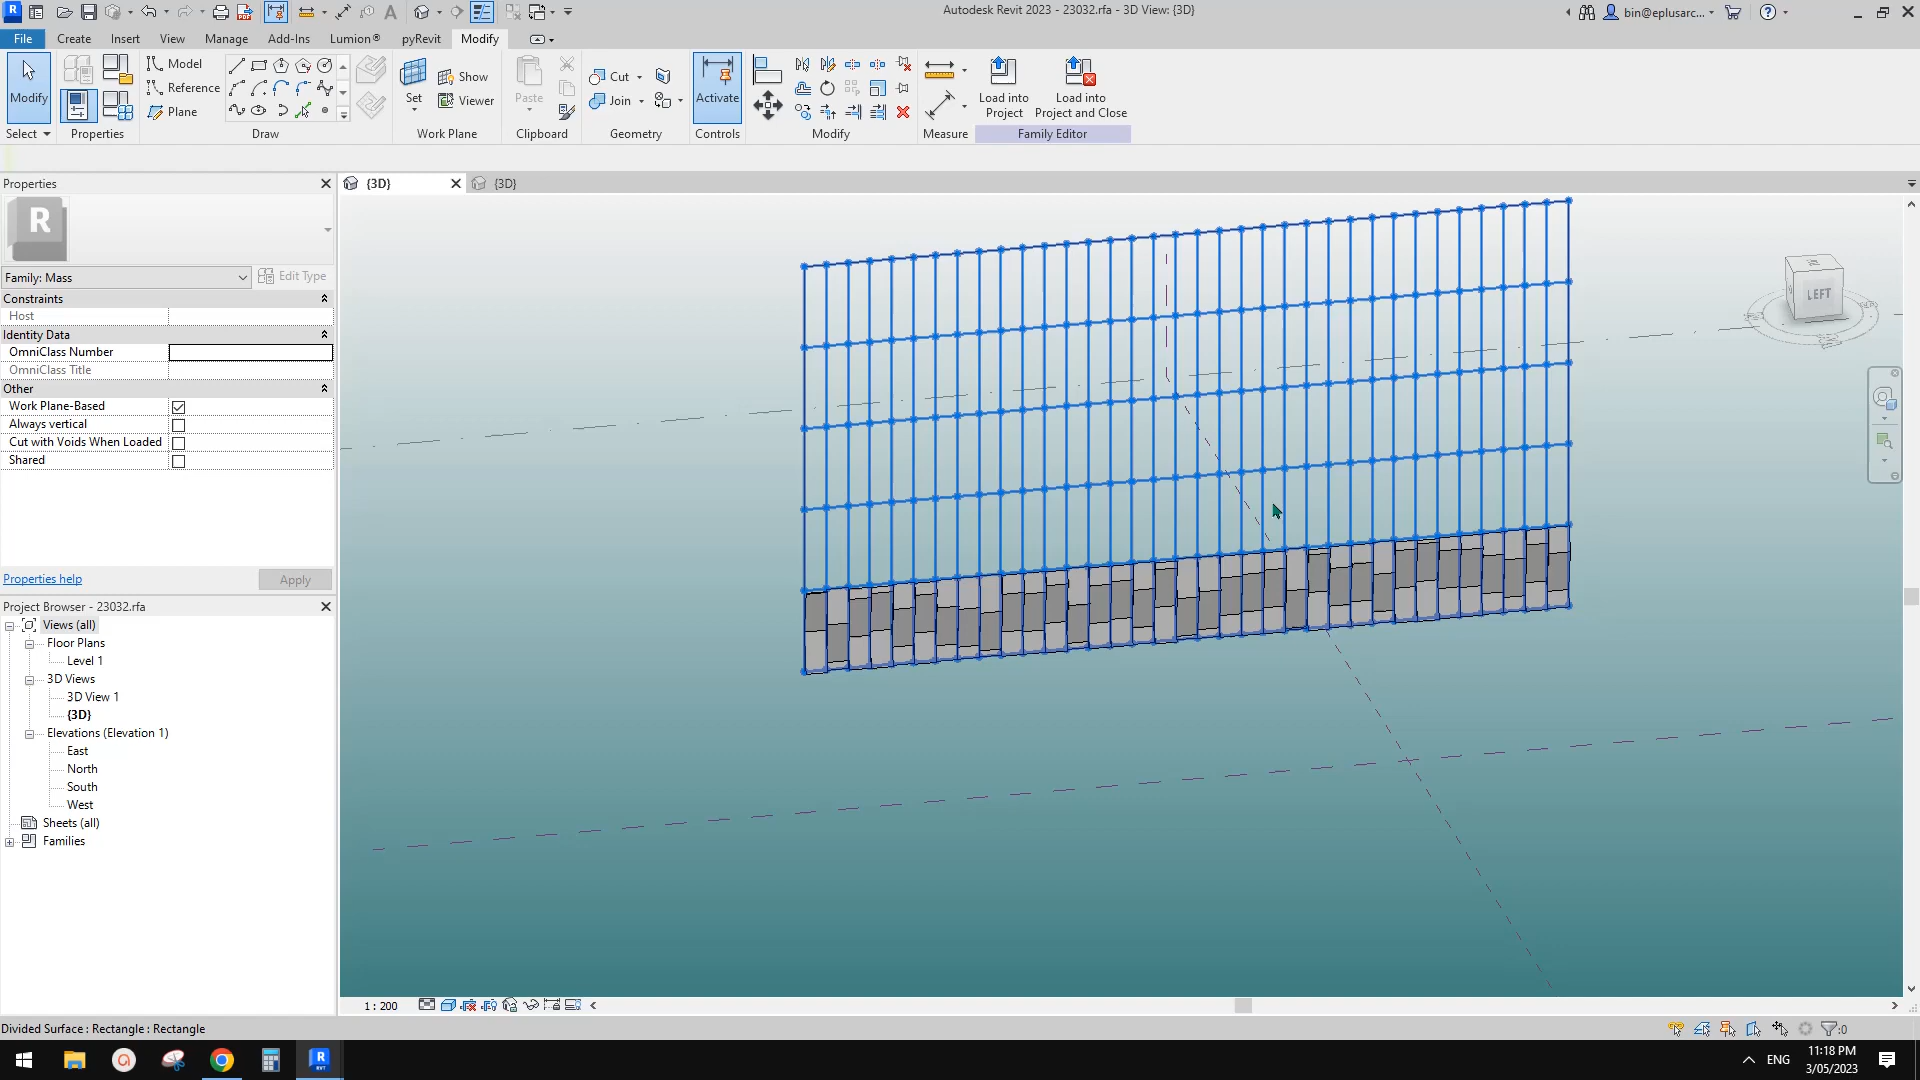 Autodesk Revit 2023 - 23032.rfa - 3D View: {3D}
bin@eplusarc...
File
Create
Insert
View
Manage
Add-Ins
Lumion®
pyRevit
Modify
Modify
Model
Reference
Plane
Set
Show
Viewer
Paste
Cut
Join
Activate
Load into
Project
Load into
Project and Close
Select
Properties
Draw
Work Plane
Clipboard
Geometry
Controls
Modify
Measure
Family Editor
Properties
{3D}
{3D}
R
Family: Mass
Edit Type
Constraints
Host
Identity Data
OmniClass Number
OmniClass Title
Other
Work Plane-Based
Always vertical
Cut with Voids When Loaded
Shared
LEFT
Properties help
Apply
Project Browser - 23032.rfa
Views (all)
Floor Plans
Level 1
3D Views
3D View 1
{3D}
Elevations (Elevation 1)
East
North
South
West
Sheets (all)
Families
1 : 200
Divided Surface : Rectangle : Rectangle
:0
ENG
11:18 PM
3/05/2023